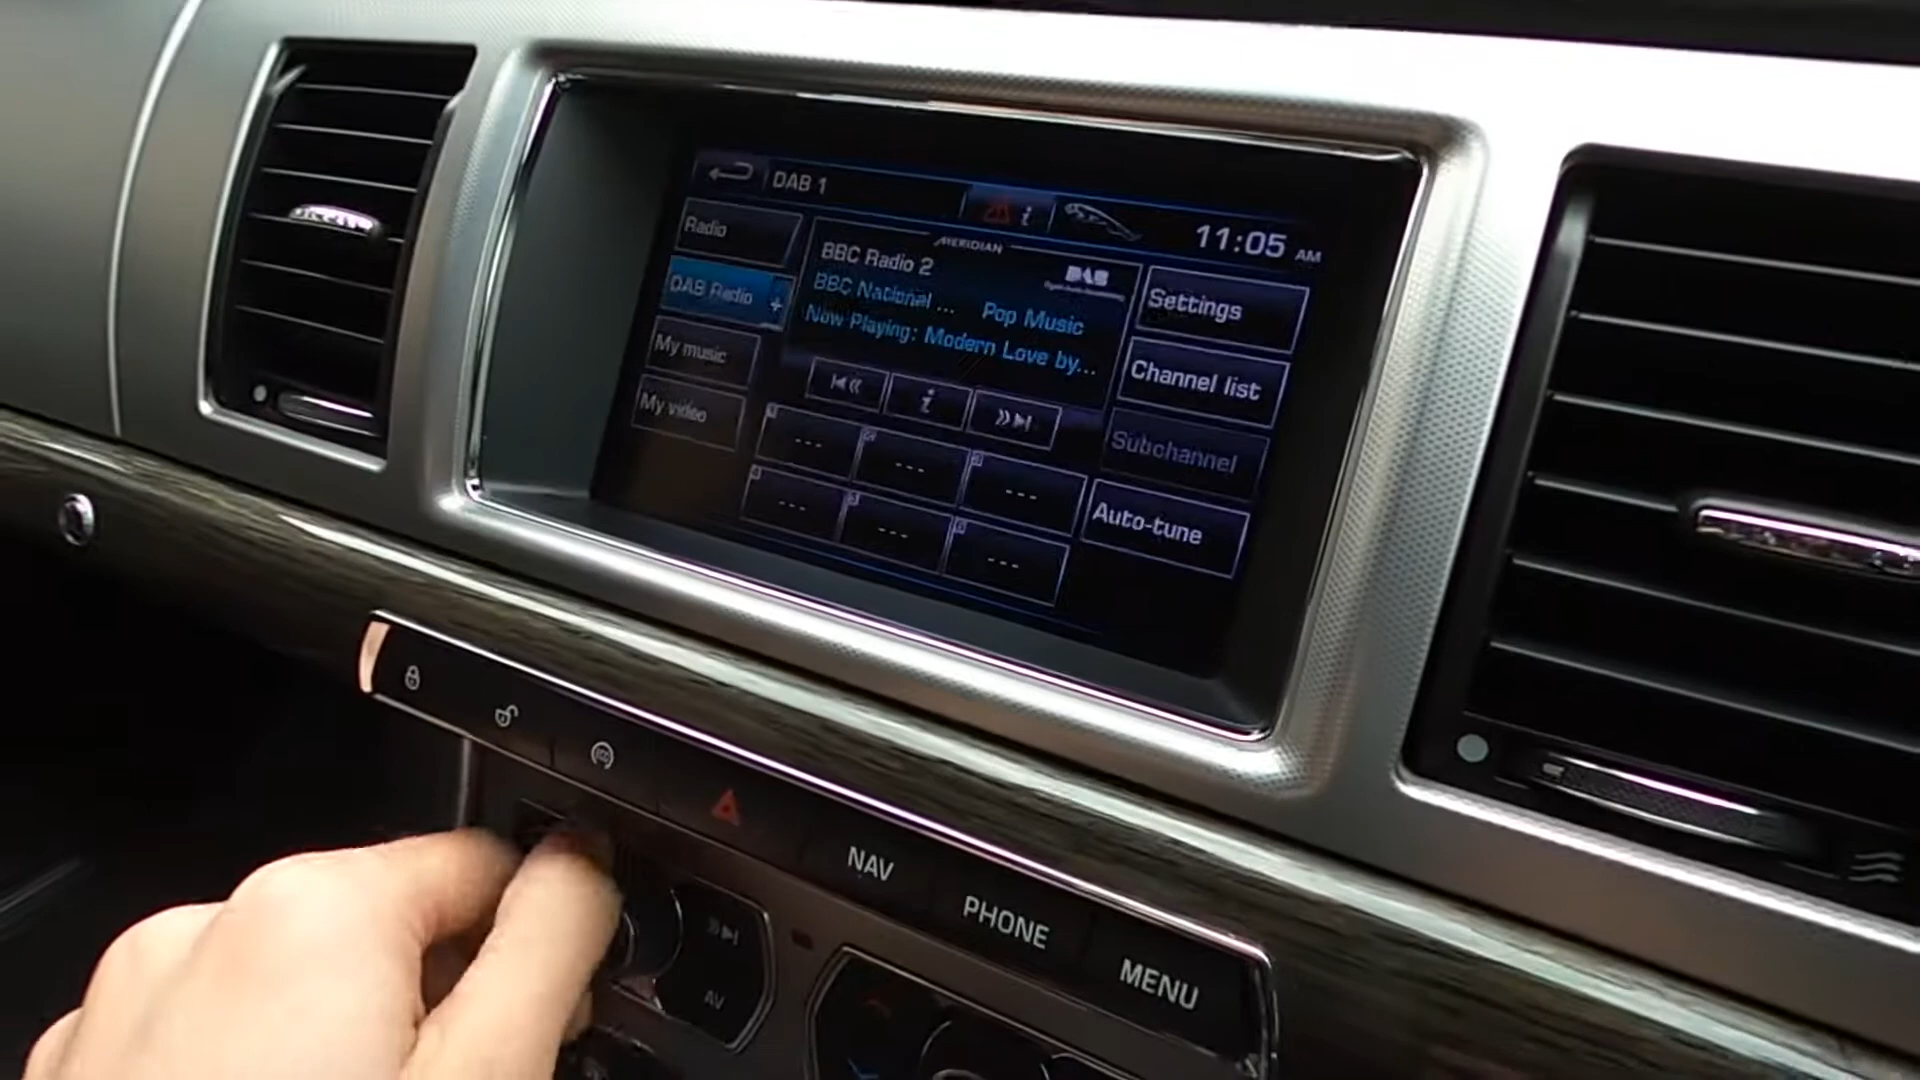 DAB 1
i
11:05 AM
Radio
MERIDIAN
BBC Radio 2
DAB
DAB Radio +
BBC National ... Pop Music
Settings
Now Playing: Modern Love by...
My music
Channel list
i
My video
--- --- ---
Subchannel
--- --- ---
Auto-tune
NAV
PHONE
MENU
AV